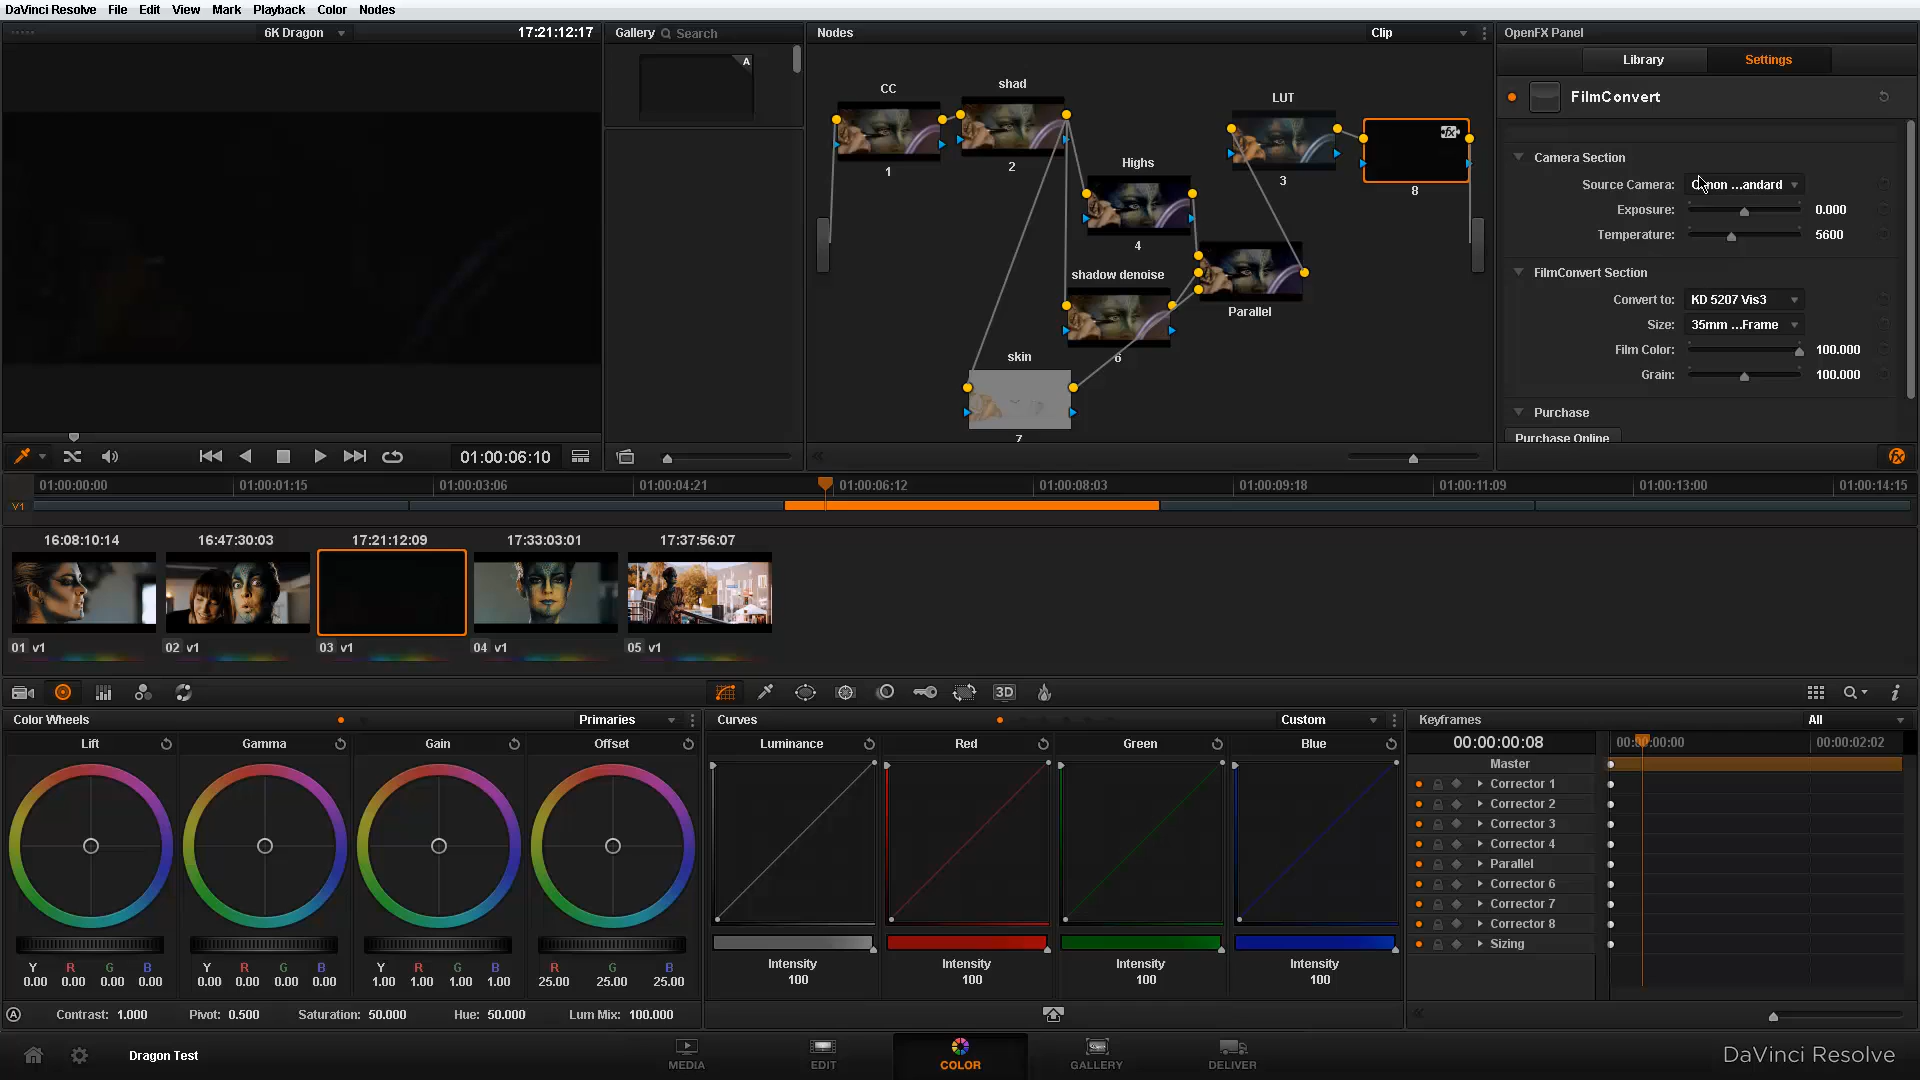 DaVinci Resolve File Edit View Mark Playback Color Nodes
6K Dragon 17:21:12:17
Gallery Search
Nodes
Clip
OpenFX Panel
Library Settings
FilmConvert
Camera Section
Source Camera: Canon ...andard
Exposure: 0.000
Temperature: 5600
FilmConvert Section
Convert to: KD 5207 Vis3
Size: 35mm ...Frame
Film Color: 100.000
Grain: 100.000
Purchase
Purchase Online
A
CC
1
shad
2
Highs
4
LUT
3
fx
8
shadow denoise
6
Parallel
skin
7
01:00:06:10
fx
01:00:00:00 01:00:01:15 01:00:03:06 01:00:04:21 01:00:06:12 01:00:08:03 01:00:09:18 01:00:11:09 01:00:13:00 01:00:14:15
V1
16:08:10:14 16:47:30:03 17:21:12:09 17:33:03:01 17:37:56:07
01 v1 02 v1 03 v1 04 v1 05 v1
3D
Color Wheels Primaries
Lift Gamma Gain Offset
Y R G B Y R G B Y R G B R G B
0.00 0.00 0.00 0.00 0.00 0.00 0.00 0.00 1.00 1.00 1.00 1.00 25.00 25.00 25.00
A Contrast: 1.000 Pivot: 0.500 Saturation: 50.000 Hue: 50.000 Lum Mix: 100.000
Curves Custom
Luminance Red Green Blue
Intensity Intensity Intensity Intensity
100 100 100 100
Keyframes All
00:00:00:08 00:00:00:00 00:00:02:02
Master
Corrector 1
Corrector 2
Corrector 3
Corrector 4
Parallel
Corrector 6
Corrector 7
Corrector 8
Sizing
Dragon Test
MEDIA EDIT COLOR GALLERY DELIVER
DaVinci Resolve